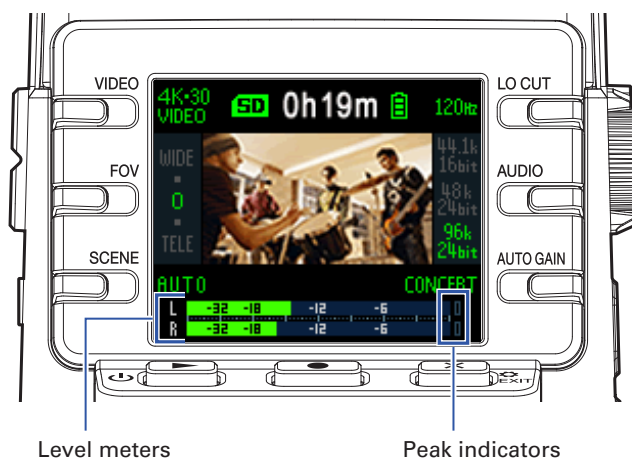 VIDEO
FOV
SCENE
4K•30
VIDEO
SD
0h19m
120Hz
WIDE
0
TELE
44.1k
16bit
48k
24bit
96k
24bit
AUTO
CONCERT
L -32 -18 -12 -6 0
R -32 -18 -12 -6 0
LO CUT
AUDIO
AUTO GAIN
EXIT
Level meters
Peak indicators